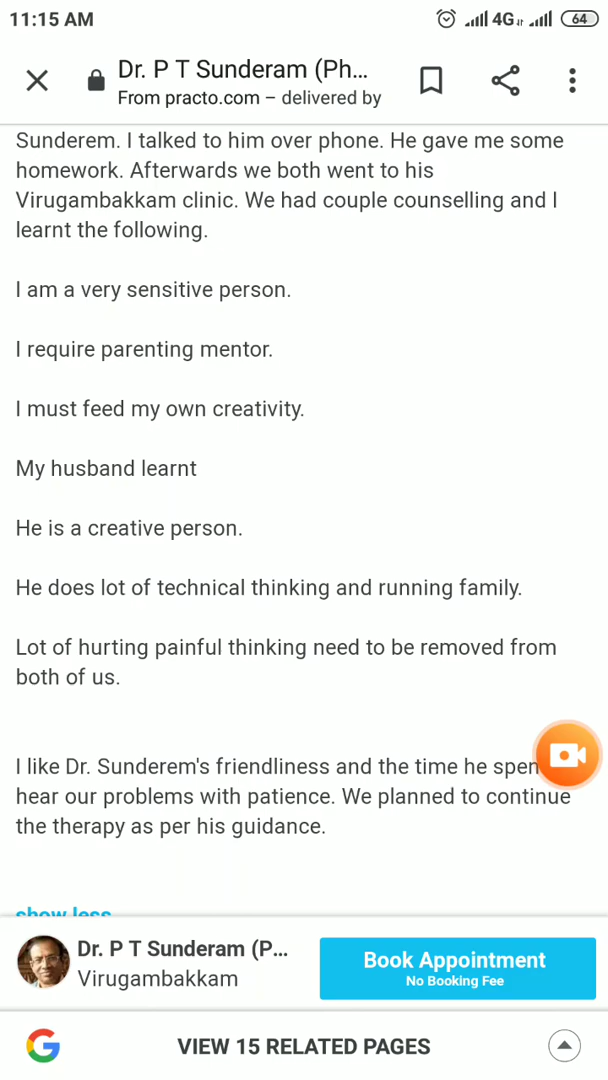 11:15 AM
4G
64
Dr. P T Sunderam (Ph...
From practo.com – delivered by
Sunderem. I talked to him over phone. He gave me some
homework. Afterwards we both went to his
Virugambakkam clinic. We had couple counselling and I
learnt the following.
I am a very sensitive person.
I require parenting mentor.
I must feed my own creativity.
My husband learnt
He is a creative person.
He does lot of technical thinking and running family.
Lot of hurting painful thinking need to be removed from
both of us.
I like Dr. Sunderem's friendliness and the time he spen
hear our problems with patience. We planned to continue
the therapy as per his guidance.
show less
Dr. P T Sunderam (P...
Virugambakkam
Book Appointment
No Booking Fee
VIEW 15 RELATED PAGES